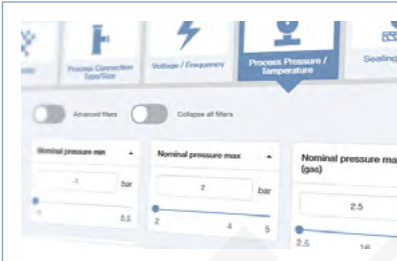 Process Connection
Type/Size
Voltage / Frequency
Process Pressure /
Temperature
Sealing
Advanced filters
Collapse all filters
Nominal pressure min
Nominal pressure max
Nominal pressure ma
(gas)
-1
bar
2
bar
2.5
-1
0.5
2
4
5
2.5
16